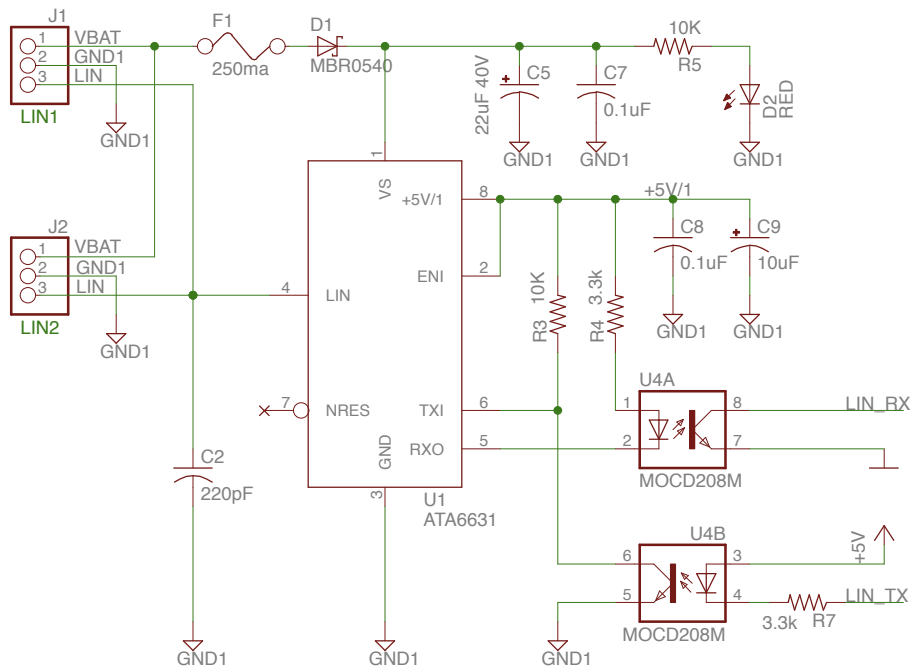 J1
1 VBAT
2 GND1
3 LIN
LIN1
GND1
F1
250ma
D1
MBR0540
22uF 40V
C5
GND1
C7
0.1uF
GND1
10K
R5
D2
RED
GND1
J2
1 VBAT
2 GND1
3 LIN
LIN2
GND1
1
VS
+5V/1
8
+5V/1
ENI
2
4
LIN
7
NRES
TXI
6
RXO
5
GND
3
U1
ATA6631
GND1
C2
220pF
GND1
R3 10K
R4 3.3k
C8
0.1uF
GND1
C9
10uF
GND1
U4A
1
2
8
7
LIN_RX
MOCD208M
U4B
6
5
3
4
+5V
LIN_TX
MOCD208M
3.3k
R7
GND1